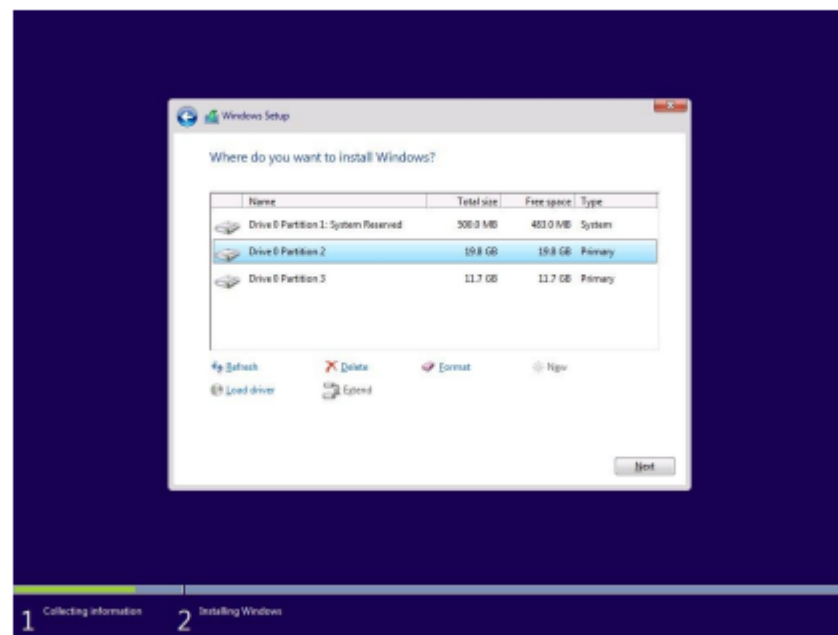 Windows Setup
Where do you want to install Windows?
Name Total size Free space Type
Drive 0 Partition 1: System Reserved 500.0 MB 483.0 MB System
Drive 0 Partition 2 19.8 GB 19.8 GB Primary
Drive 0 Partition 3 11.7 GB 11.7 GB Primary
Refresh Delete Format New
Load driver Extend
Next
1 Collecting information 2 Installing Windows